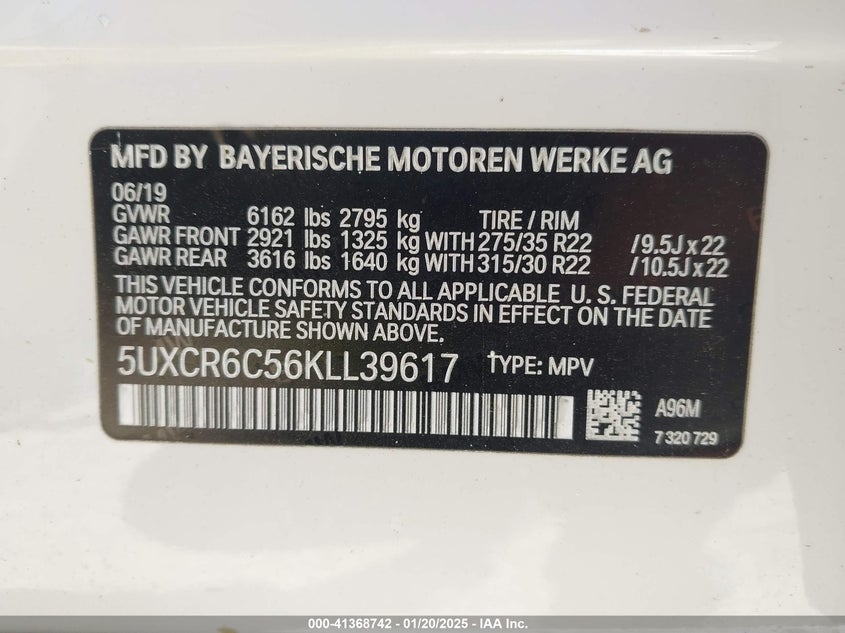 MFD BY BAYERISCHE MOTOREN WERKE AG
06/19
GVWR 6162 lbs 2795 kg TIRE / RIM
GAWR FRONT 2921 lbs 1325 kg WITH 275/35 R22 /9.5J x 22
GAWR REAR 3616 lbs 1640 kg WITH 315/30 R22 /10.5J x 22
THIS VEHICLE CONFORMS TO ALL APPLICABLE U. S. FEDERAL
MOTOR VEHICLE SAFETY STANDARDS IN EFFECT ON THE DATE
OF MANUFACTURE SHOWN ABOVE.
5UXCR6C56KLL39617 TYPE: MPV
A96M
7 320 729
000-41368742 / 01/20/2025 - IAA Inc.